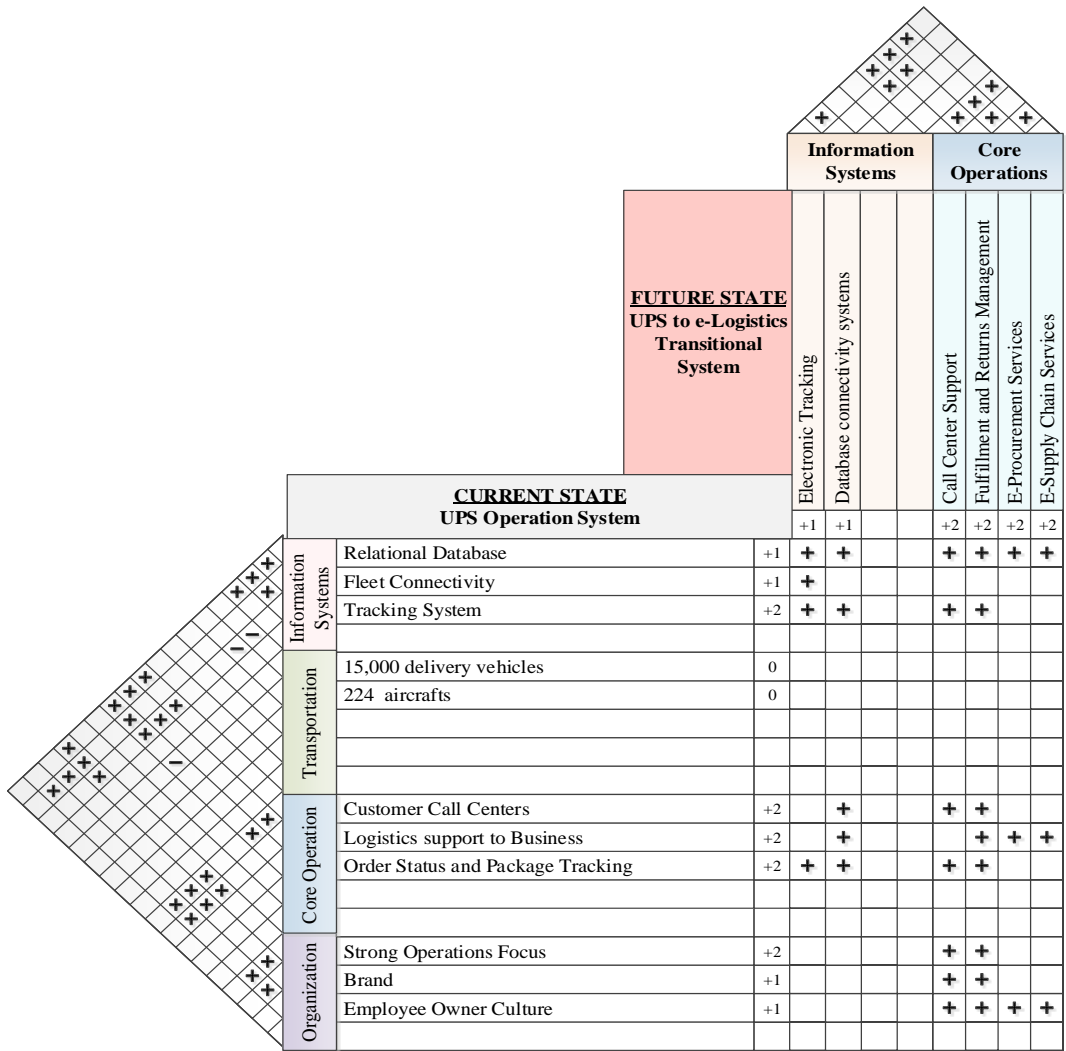 Information
Systems
Core
Operations
FUTURE STATE
UPS to e-Logistics
Transitional
System
Electronic Tracking
Database connectivity systems
Call Center Support
Fulfillment and Returns Management
E-Procurement Services
E-Supply Chain Services
CURRENT STATE
UPS Operation System
+1 +1 +2 +2 +2 +2
Information
Systems
Relational Database +1 + + + + + +
Fleet Connectivity +1 +
Tracking System +2 + + + +
Transportation
15,000 delivery vehicles 0
224 aircrafts 0
Core Operation
Customer Call Centers +2 + + +
Logistics support to Business +2 + + + +
Order Status and Package Tracking +2 + + + +
Organization
Strong Operations Focus +2 + +
Brand +1 + +
Employee Owner Culture +1 + + + +